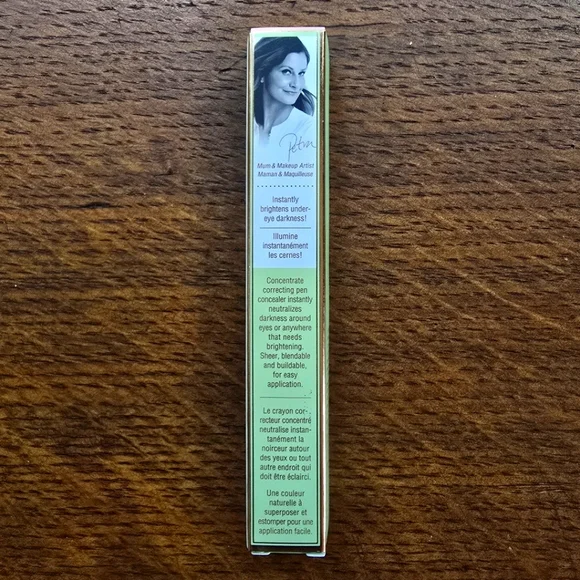 Petra
Mum & Makeup Artist
Maman & Maquilleuse
Instantly
brightens under-
eye darkness!
Illumine
instantanément
les cernes!
Concentrate
correcting pen
concealer instantly
neutralizes
darkness around
eyes or anywhere
that needs
brightening.
Sheer, blendable
and buildable,
for easy
application.
Le crayon cor-
recteur concentré
neutralise instan-
tanément la
noirceur autour
des yeux ou tout
autre endroit qui
doit être éclairci.
Une couleur
naturelle à
superposer et
estomper pour une
application facile.